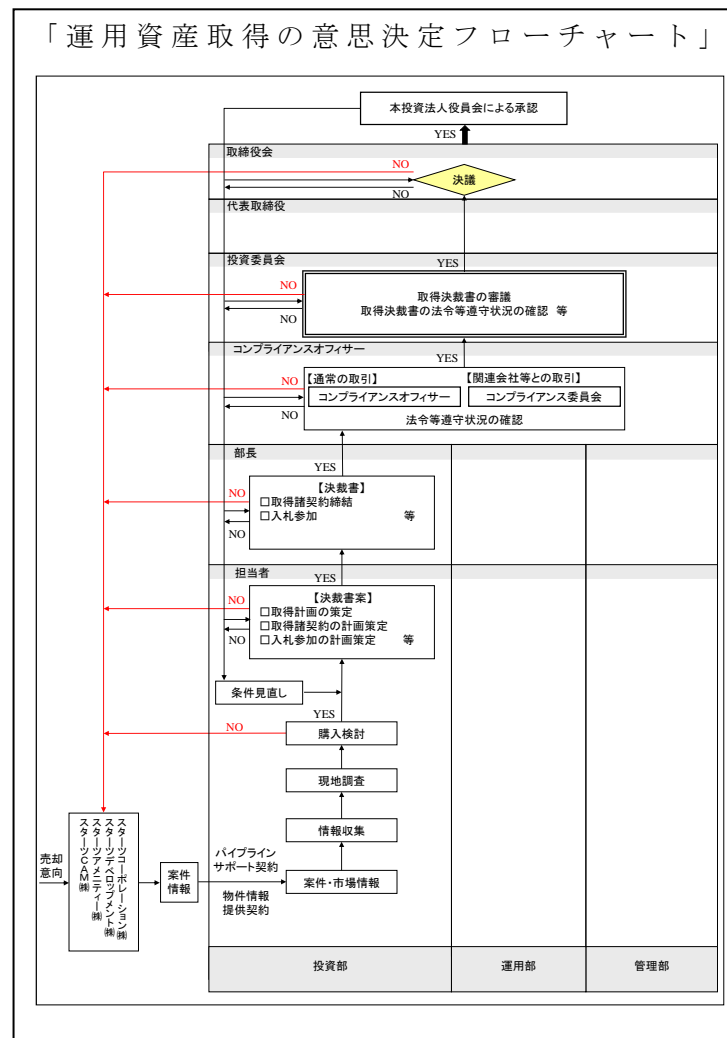 「運用資産取得の意思決定フローチャート」
本投資法人役員会による承認
YES
取締役会
NO
決議
NO
代表取締役
投資委員会
YES
NO
取得決裁書の審議
取得決裁書の法令等遵守状況の確認 等
NO
コンプライアンスオフィサー
YES
NO
【通常の取引】
【関連会社等との取引】
コンプライアンスオフィサー
コンプライアンス委員会
NO
法令等遵守状況の確認
部長
YES
【決裁書】
NO
□取得諸契約締結
□入札参加 等
NO
担当者
YES
NO
【決裁書案】
□取得計画の策定
□取得諸契約の計画策定
NO
□入札参加の計画策定 等
条件見直し
YES
NO
購入検討
現地調査
情報収集
売却
意向
スターツコーポレーション㈱
スターツデベロップメント㈱
スターツアメニティー㈱
スターツCAM㈱
案件
情報
パイプライン
サポート契約
物件情報
提供契約
案件・市場情報
投資部
運用部
管理部